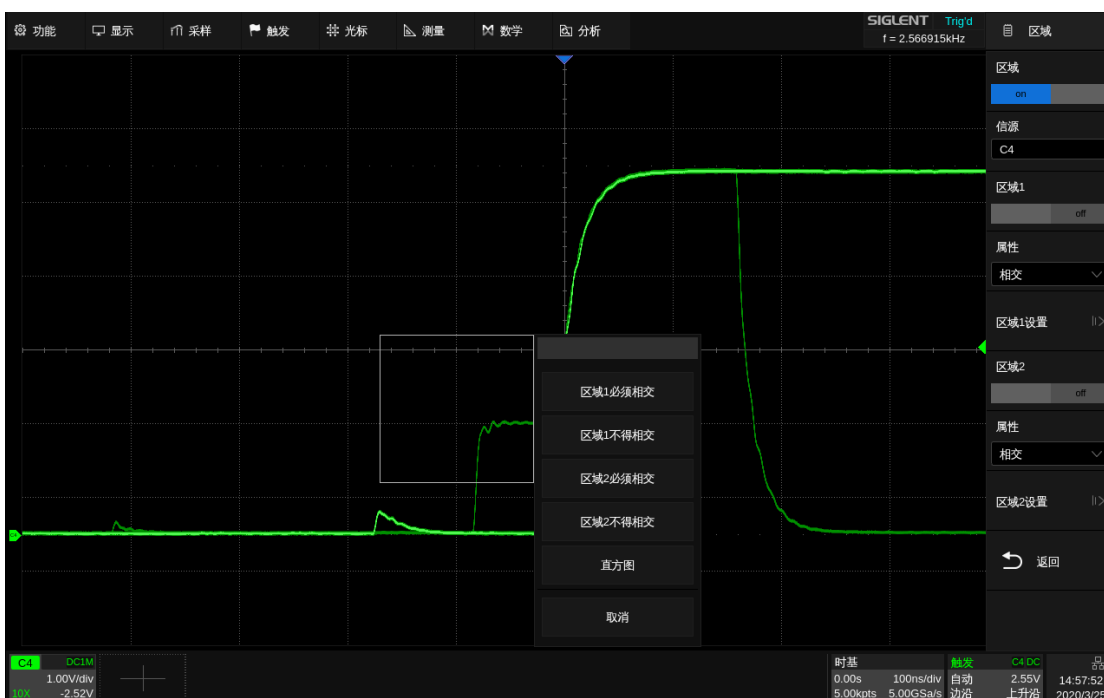 功能 显示 采样 触发 光标 测量 数学 分析
SIGLENT Trig'd
f = 2.566915kHz
区域
区域
on
信源
C4
区域1
off
属性
相交
区域1设置
区域2
off
属性
相交
区域2设置
返回
区域1必须相交
区域1不得相交
区域2必须相交
区域2不得相交
直方图
取消
C4 DC1M
1.00V/div
10X -2.52V
时基
0.00s 100ns/div
5.00kpts 5.00GSa/s
触发 C4 DC
自动 2.55V
边沿 上升沿
14:57:52